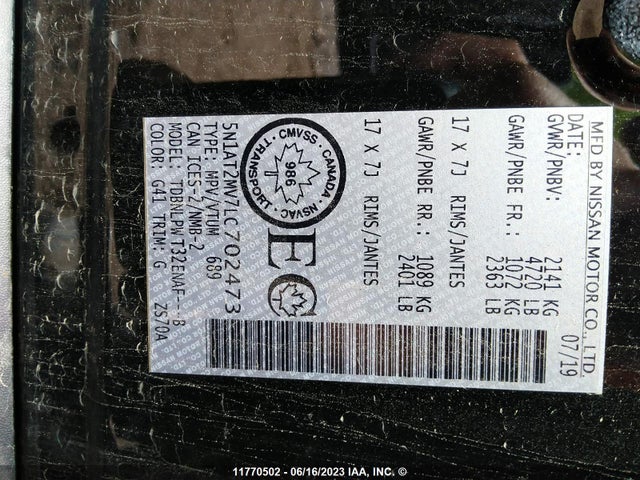 MFD BY NISSAN MOTOR CO., LTD.
DATE: 07/19
GVWR/PNBV: 2141 KG
4720 LB
GAWR/PNBE FR.: 1072 KG
2363 LB
17 X 7J RIMS/JANTES
GAWR/PNBE RR.: 1089 KG
2401 LB
17 X 7J RIMS/JANTES
CMVSS. CANADA
986
TRANSPORT NSVAC
EC
5N1AT2MV7LC702473
TYPE: MPV/VTUM 689
CAN ICES-2/NMB-2
MODEL: TDBNLPW T32ENAF---B
COLOR: G41 TRIM: G ZS70A
11770502 - 06/16/2023 IAA, INC. ©